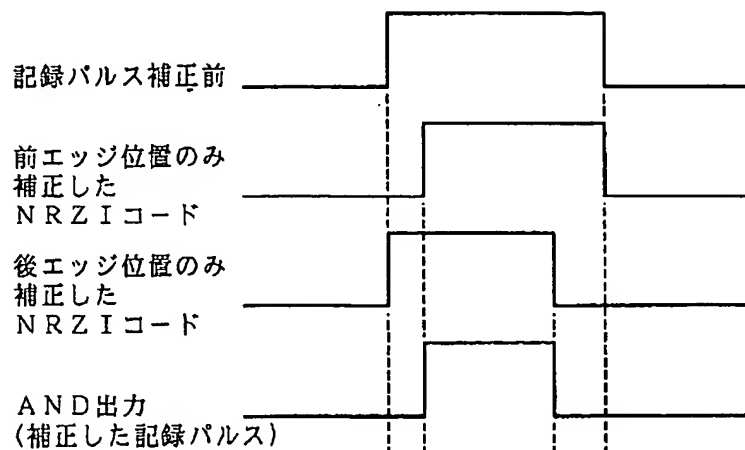 記録パルス補正前
前エッジ位置のみ
補正した
ＮＲＺＩコード
後エッジ位置のみ
補正した
ＮＲＺＩコード
ＡＮＤ出力
(補正した記録パルス)